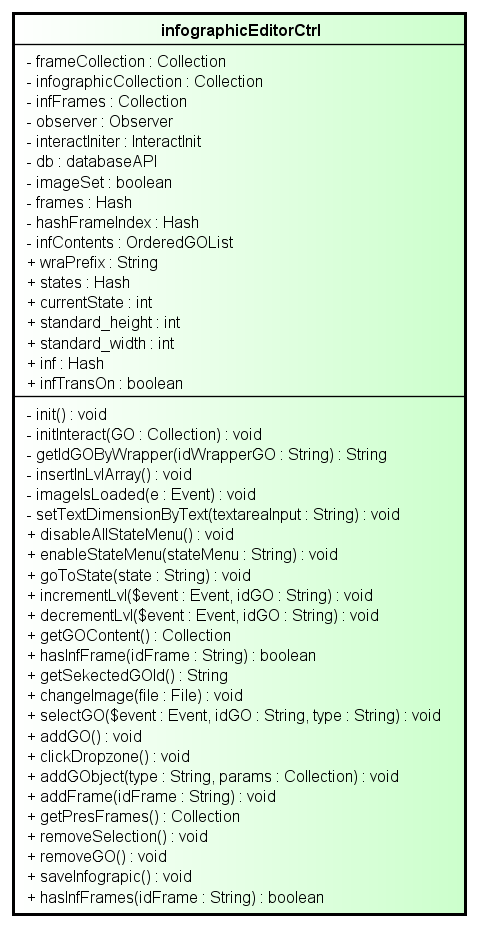 infographicEditorCtrl
- frameCollection : Collection
- infographicCollection : Collection
- infFrames : Collection
- observer : Observer
- interactIniter : InteractInit
- db : databaseAPI
- imageSet : boolean
- frames : Hash
- hashFrameIndex : Hash
- infContents : OrderedGOList
+ wraPrefix : String
+ states : Hash
+ currentState : int
+ standard_height : int
+ standard_width : int
+ inf : Hash
+ infTransOn : boolean
- init() : void
- initInteract(GO : Collection) : void
- getIdGOByWrapper(idWrapperGO : String) : String
- insertInLvlArray() : void
- imageIsLoaded(e : Event) : void
- setTextDimensionByText(textareaInput : String) : void
+ disableAllStateMenu() : void
+ enableStateMenu(stateMenu : String) : void
+ goToState(state : String) : void
+ incrementLvl($event : Event, idGO : String) : void
+ decrementLvl($event : Event, idGO : String) : void
+ getGOContent() : Collection
+ hasInfFrame(idFrame : String) : boolean
+ getSekectedGOId() : String
+ changeImage(file : File) : void
+ selectGO($event : Event, idGO : String, type : String) : void
+ addGO() : void
+ clickDropzone() : void
+ addGObject(type : String, params : Collection) : void
+ addFrame(idFrame : String) : void
+ getPresFrames() : Collection
+ removeSelection() : void
+ removeGO() : void
+ saveInfograpic() : void
+ hasInfFrames(idFrame : String) : boolean